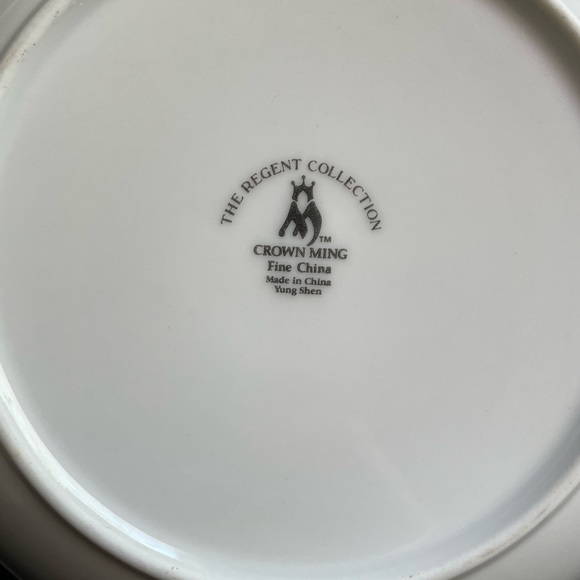 THE REGENT COLLECTION
TM
CROWN MING
Fine China
Made in China
Yung Shen